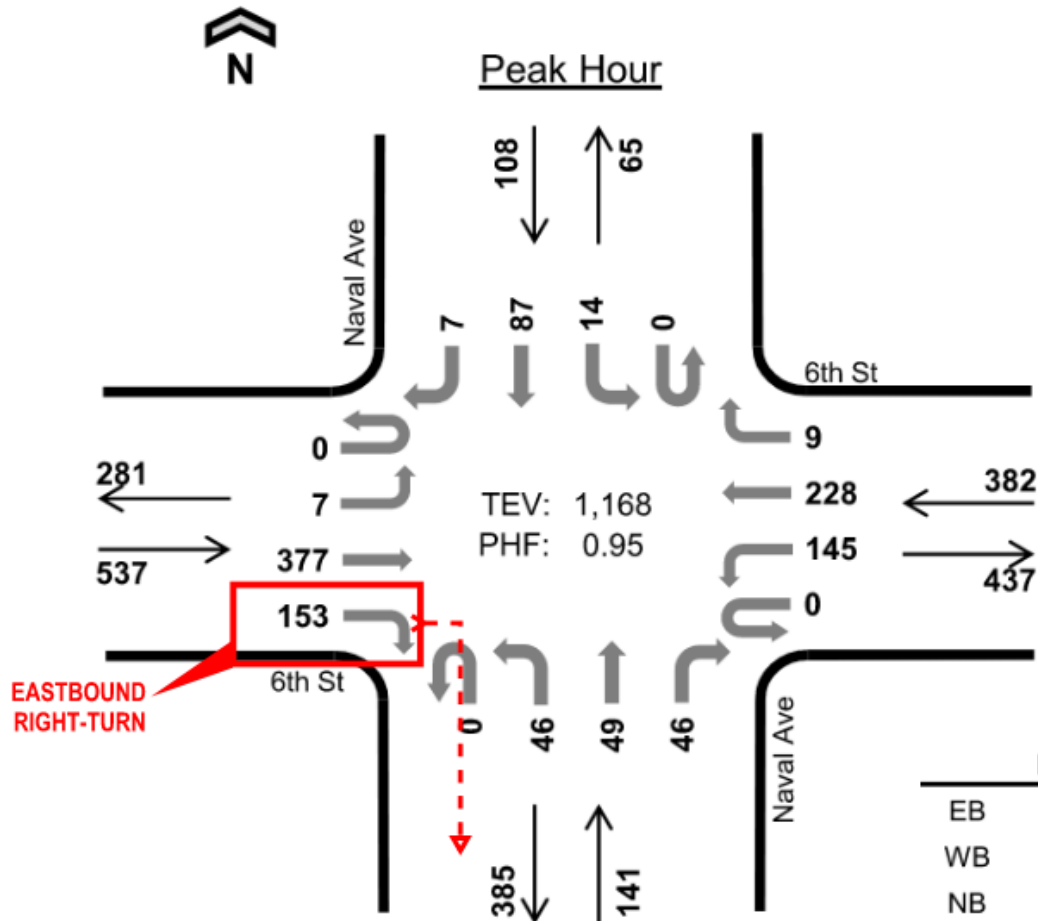 N
Peak Hour
108
65
Naval Ave
7
87
14
0
6th St
0
9
281
7
TEV: 1,168
228
382
537
377
PHF: 0.95
145
437
153
0
6th St
EASTBOUND
RIGHT-TURN
0
46
49
46
Naval Ave
385
141
EB
WB
NB